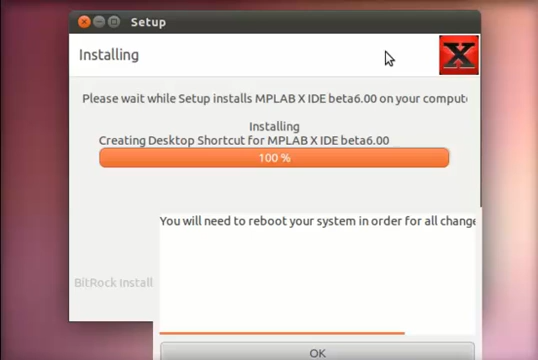 Setup
Installing
X
Please wait while Setup installs MPLAB X IDE beta6.00 on your compute
Installing
Creating Desktop Shortcut for MPLAB X IDE beta6.00
100 %
You will need to reboot your system in order for all change
BitRock Install
OK